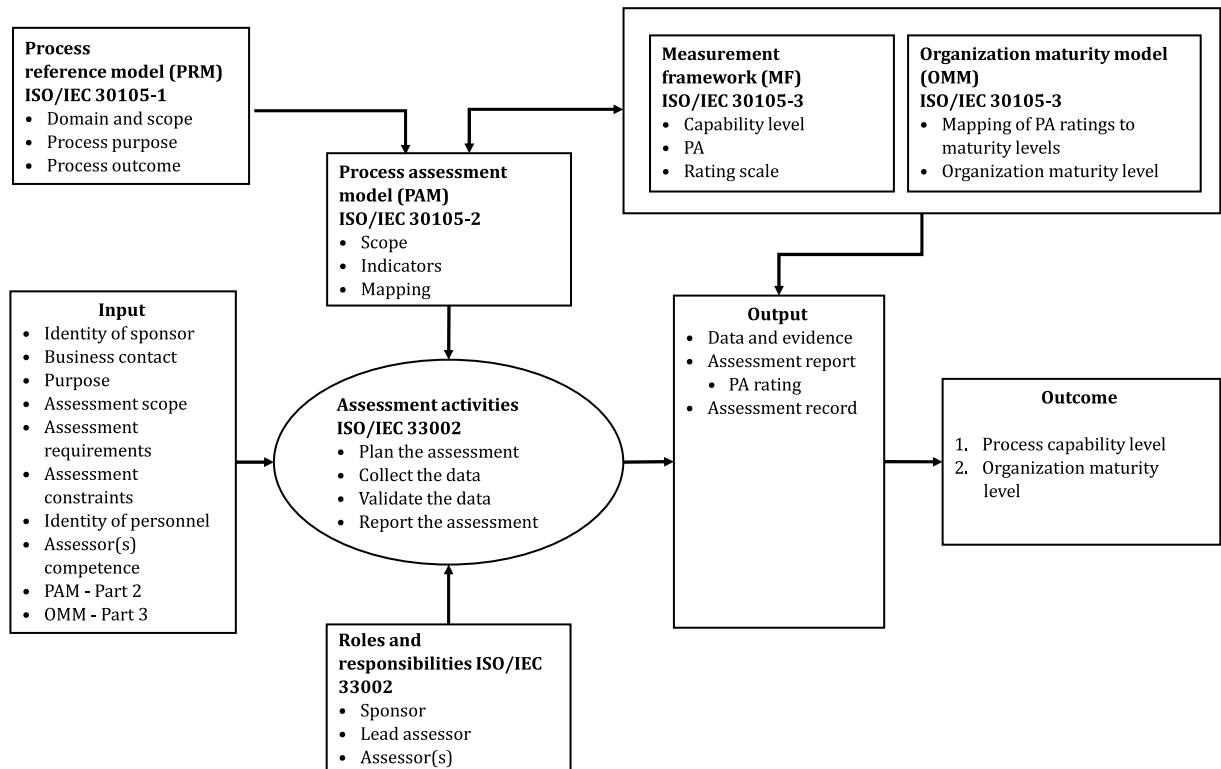 Process
reference model (PRM)
ISO/IEC 30105-1
• Domain and scope
• Process purpose
• Process outcome
Measurement
framework (MF)
ISO/IEC 30105-3
• Capability level
• PA
• Rating scale
Organization maturity model
(OMM)
ISO/IEC 30105-3
• Mapping of PA ratings to
maturity levels
• Organization maturity level
Process assessment
model (PAM)
ISO/IEC 30105-2
• Scope
• Indicators
• Mapping
Input
• Identity of sponsor
• Business contact
• Purpose
• Assessment scope
• Assessment
requirements
• Assessment
constraints
• Identity of personnel
• Assessor(s)
competence
• PAM - Part 2
• OMM - Part 3
Assessment activities
ISO/IEC 33002
• Plan the assessment
• Collect the data
• Validate the data
• Report the assessment
Output
• Data and evidence
• Assessment report
• PA rating
• Assessment record
Outcome
1. Process capability level
2. Organization maturity
level
Roles and
responsibilities ISO/IEC
33002
• Sponsor
• Lead assessor
• Assessor(s)